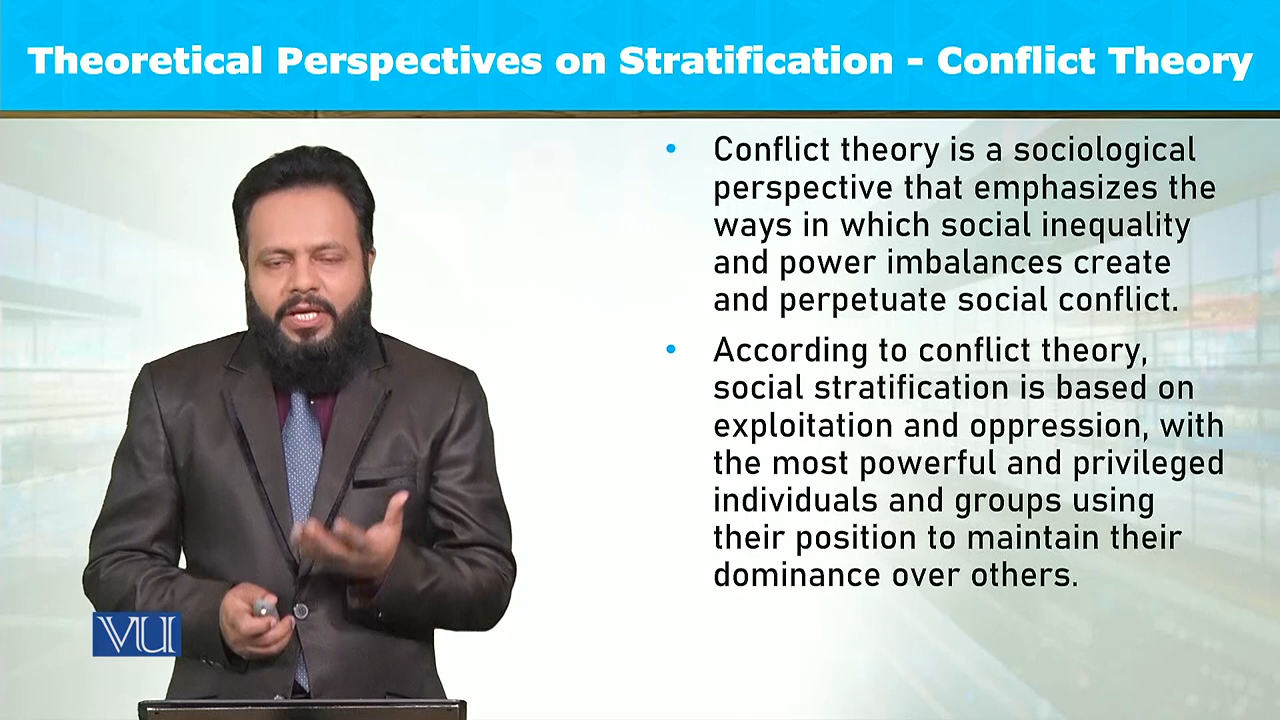 Theoretical Perspectives on Stratification - Conflict Theory
• Conflict theory is a sociological
perspective that emphasizes the
ways in which social inequality
and power imbalances create
and perpetuate social conflict.
• According to conflict theory,
social stratification is based on
exploitation and oppression, with
the most powerful and privileged
individuals and groups using
their position to maintain their
dominance over others.
VU